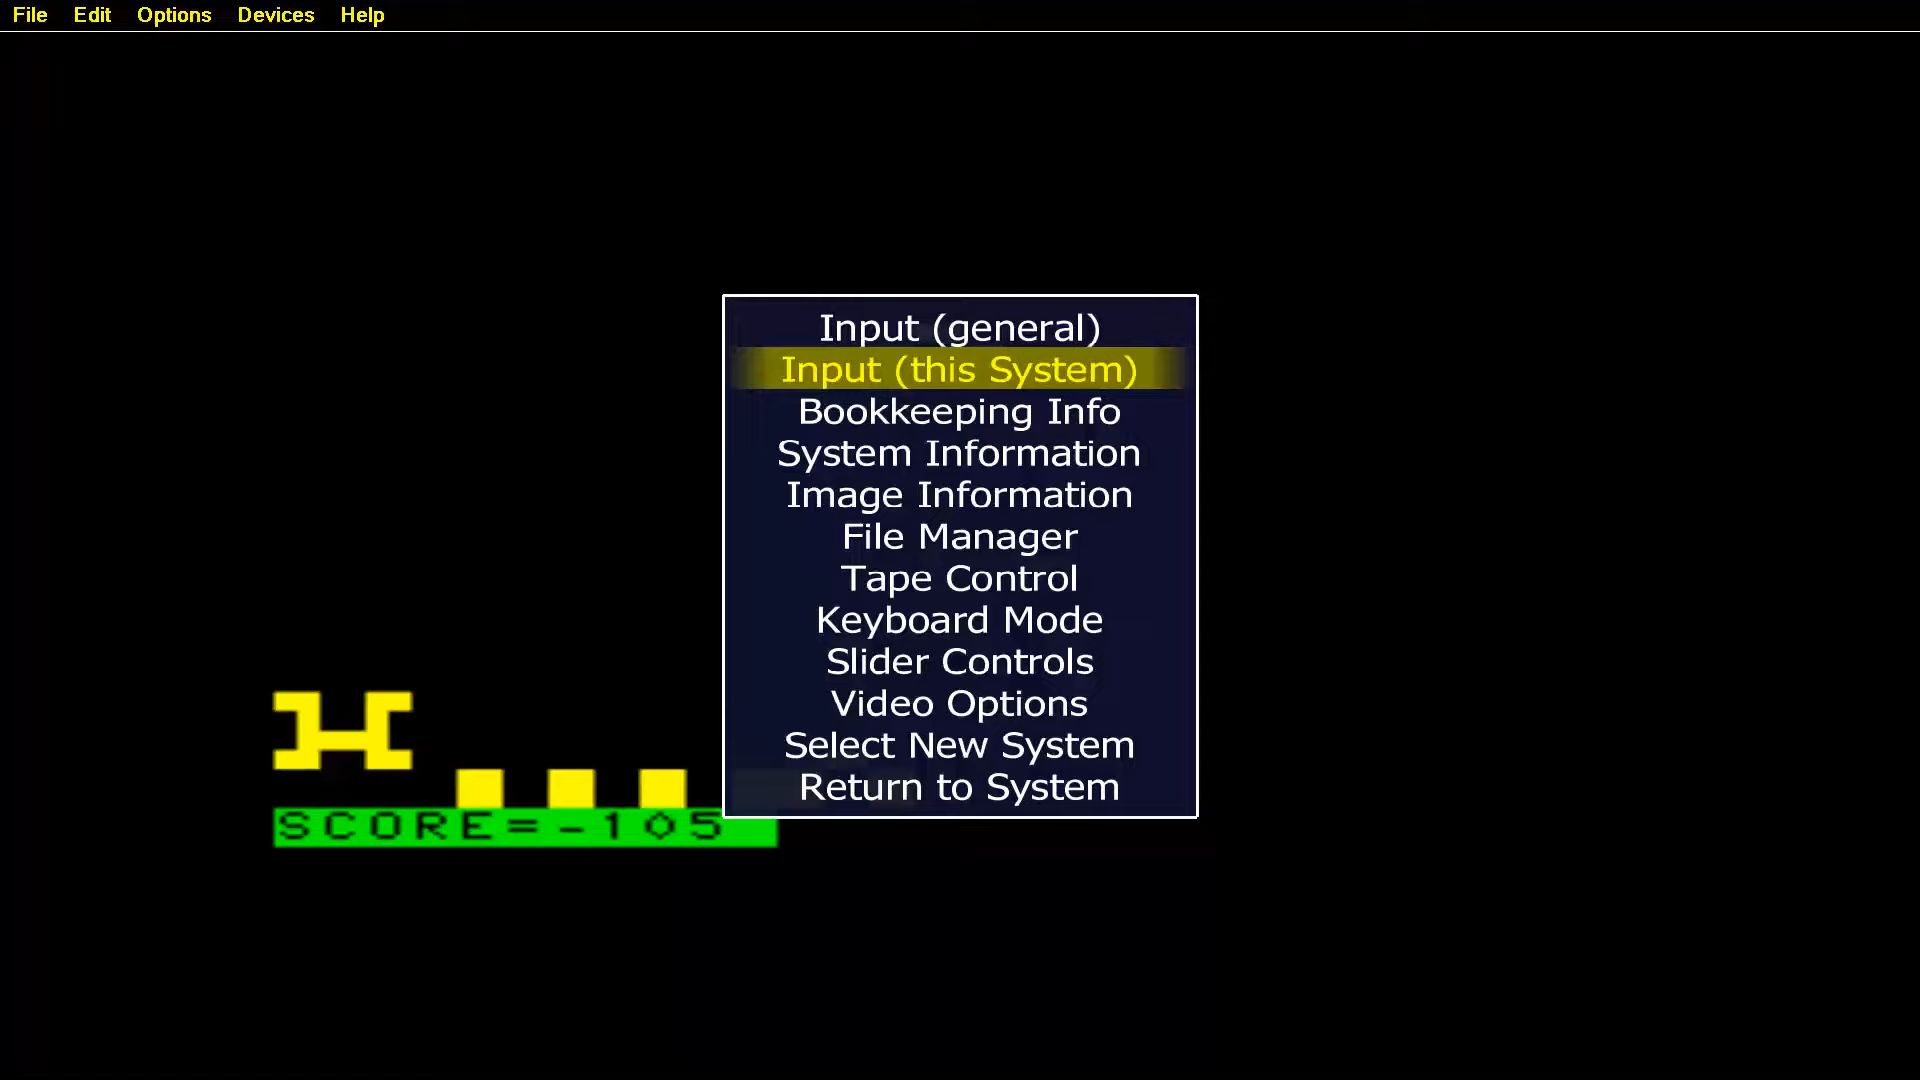 File Edit Options Devices Help
Input (general)
Input (this System)
Bookkeeping Info
System Information
Image Information
File Manager
Tape Control
Keyboard Mode
Slider Controls
Video Options
Select New System
Return to System
SCORE=-105